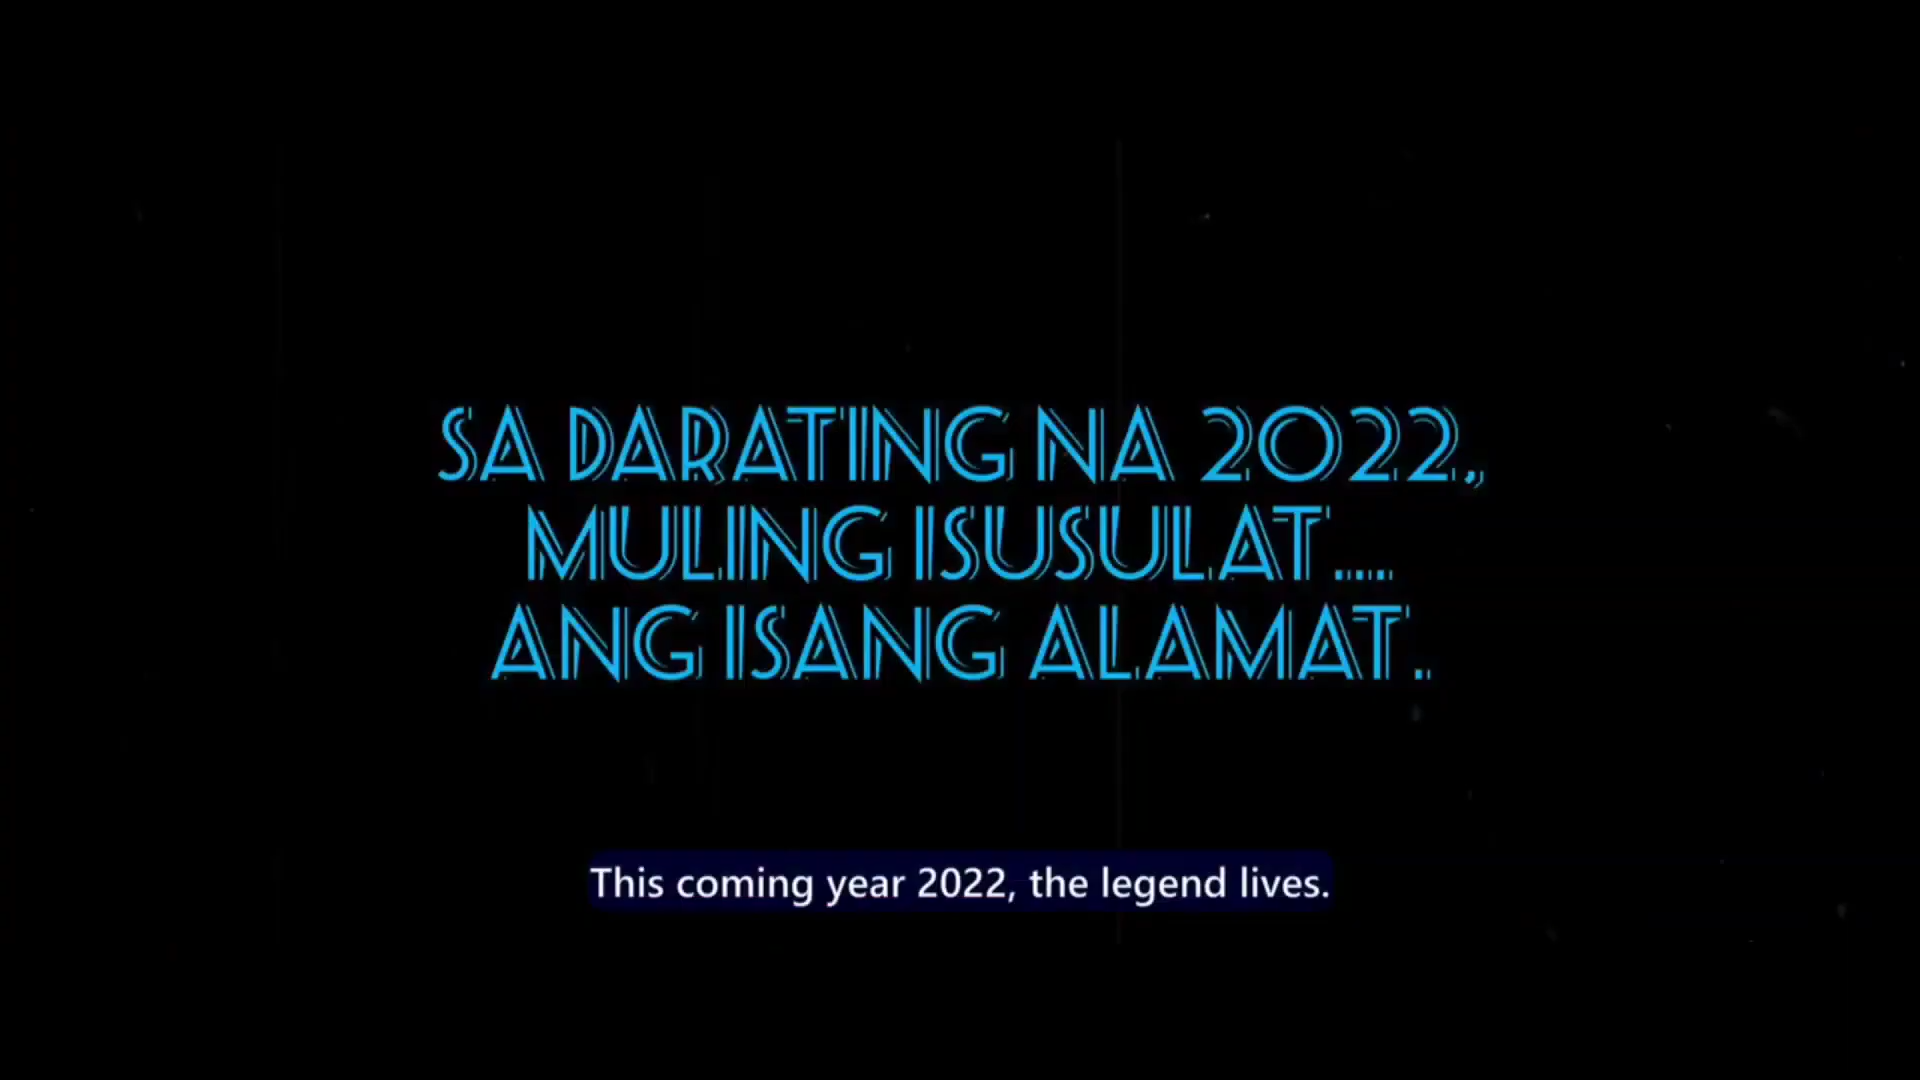 SA DARATING NA 2022,
MULING ISUSULAT.....
ANG ISANG ALAMAT.
This coming year 2022, the legend lives.